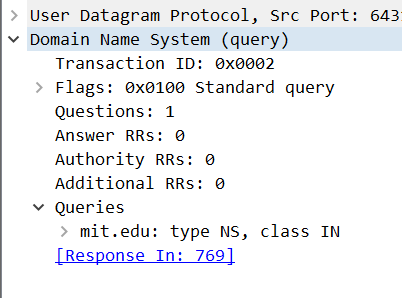 User Datagram Protocol, Src Port: 643
Domain Name System (query)
Transaction ID: 0x0002
Flags: 0x0100 Standard query
Questions: 1
Answer RRs: 0
Authority RRs: 0
Additional RRs: 0
Queries
mit.edu: type NS, class IN
[Response In: 769]